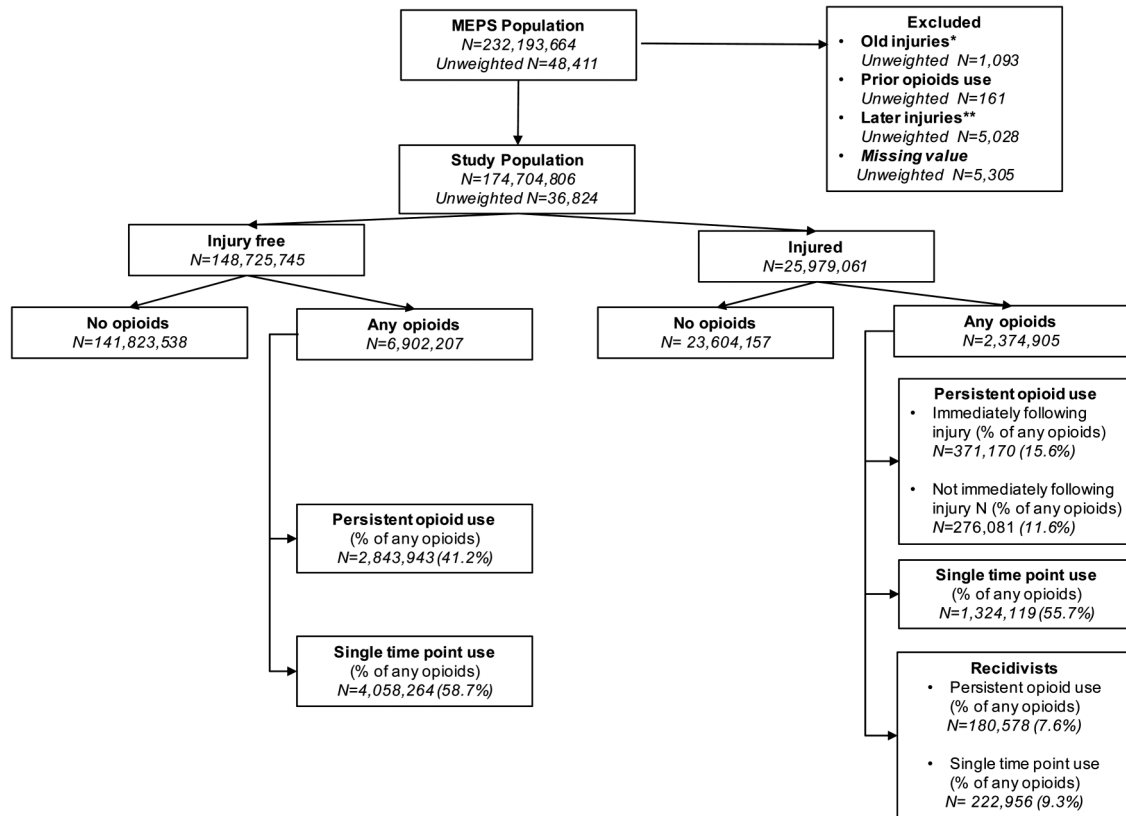 MEPS Population
N=232,193,664
Unweighted N=48,411
Excluded
• Old injuries*
Unweighted N=1,093
• Prior opioids use
Unweighted N=161
• Later injuries**
Unweighted N=5,028
• Missing value
Unweighted N=5,305
Study Population
N=174,704,806
Unweighted N=36,824
Injury free
N=148,725,745
Injured
N=25,979,061
No opioids
N=141,823,538
Any opioids
N=6,902,207
No opioids
N= 23,604,157
Any opioids
N=2,374,905
Persistent opioid use
(% of any opioids)
N=2,843,943 (41.2%)
Single time point use
(% of any opioids)
N=4,058,264 (58.7%)
Persistent opioid use
• Immediately following
injury (% of any opioids)
N=371,170 (15.6%)
• Not immediately following
injury N (% of any opioids)
N=276,081 (11.6%)
Single time point use
(% of any opioids)
N=1,324,119 (55.7%)
Recidivists
• Persistent opioid use
(% of any opioids)
N=180,578 (7.6%)
• Single time point use
(% of any opioids)
N= 222,956 (9.3%)